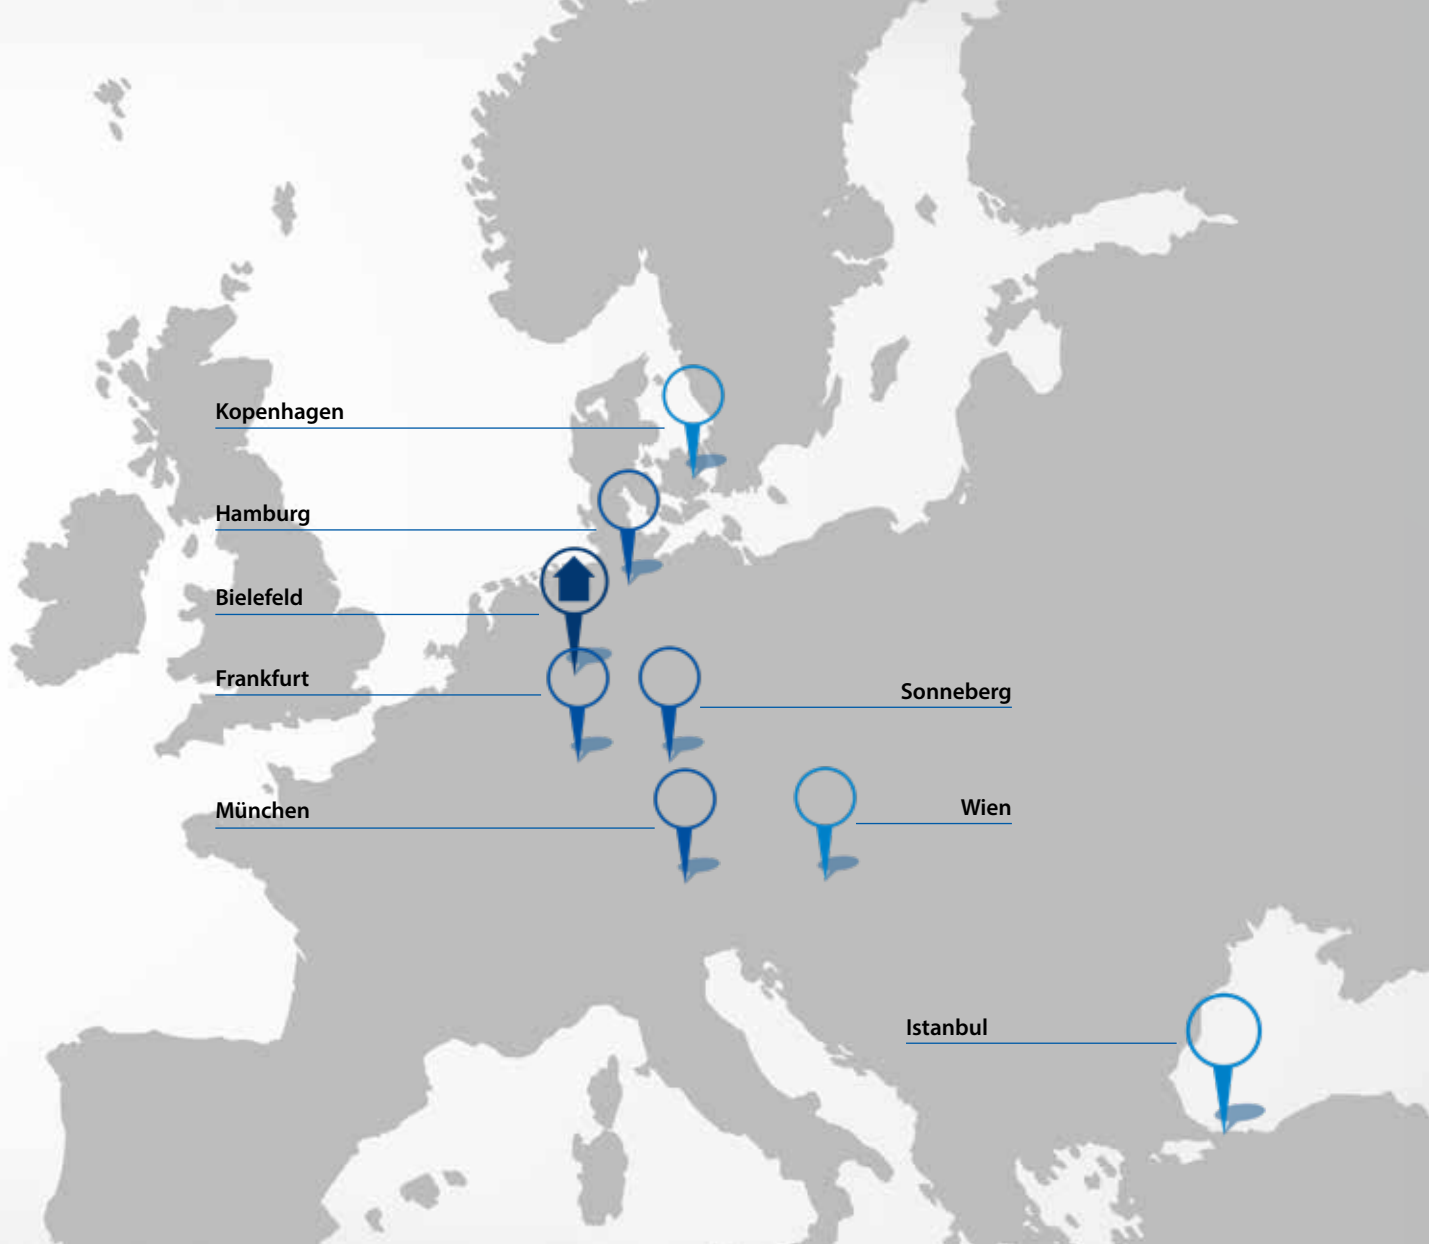 Kopenhagen
Hamburg
Bielefeld
Frankfurt
Sonneberg
München
Wien
Istanbul